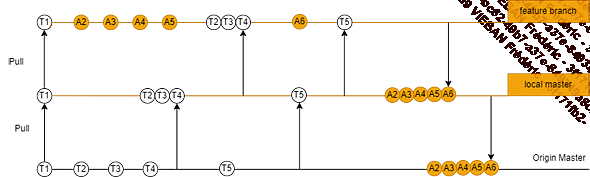 T1 A2 A3 A4 A5 T2 T3 T4 A6 T5 feature branch
Pull
T1 T2 T3 T4 T5 A2 A3 A4 A5 A6 local master
Pull
Origin Master
T1 T2 T3 T4 T5 A2 A3 A4 A5 A6